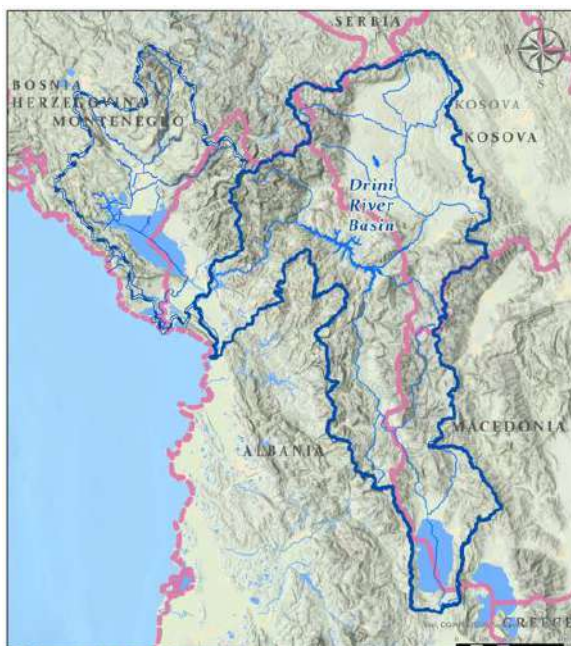 SERBIA
BOSNIA
HERZEGOVINA
MONTENEGRO
KOSOVA
KOSOVA
Drini
River
Basin
S
MACEDONIA
ALBANIA
GREECE